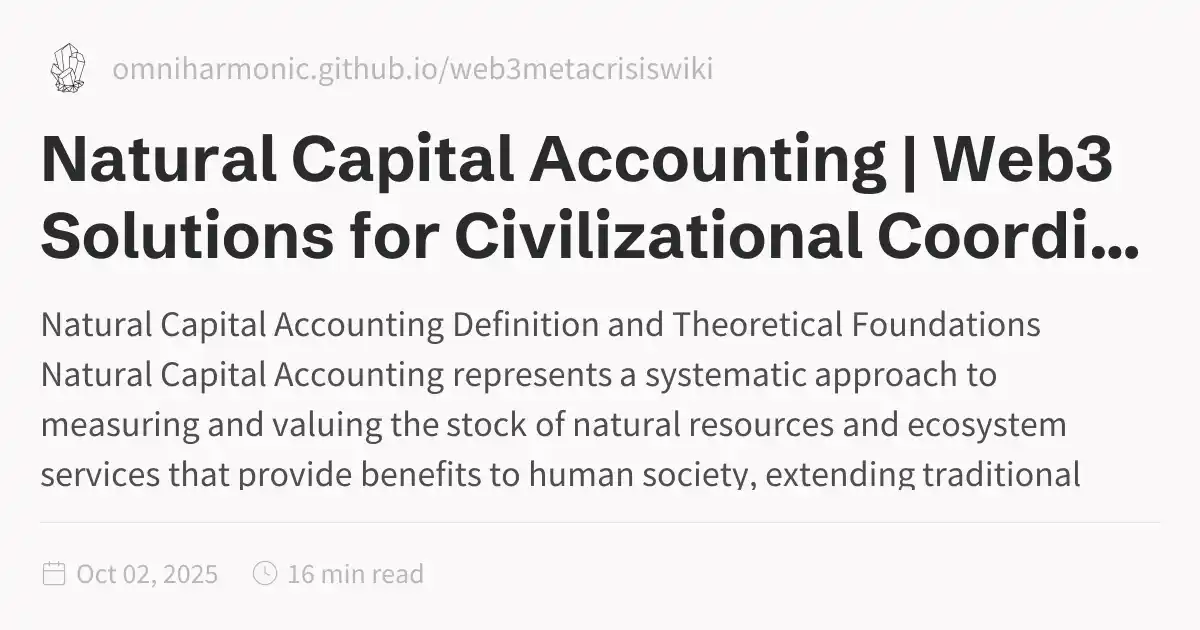 omniharmonic.github.io/web3metacrisiswiki
Natural Capital Accounting | Web3
Solutions for Civilizational Coordi...
Natural Capital Accounting Definition and Theoretical Foundations
Natural Capital Accounting represents a systematic approach to
measuring and valuing the stock of natural resources and ecosystem
services that provide benefits to human society, extending traditional
Oct 02, 2025 16 min read